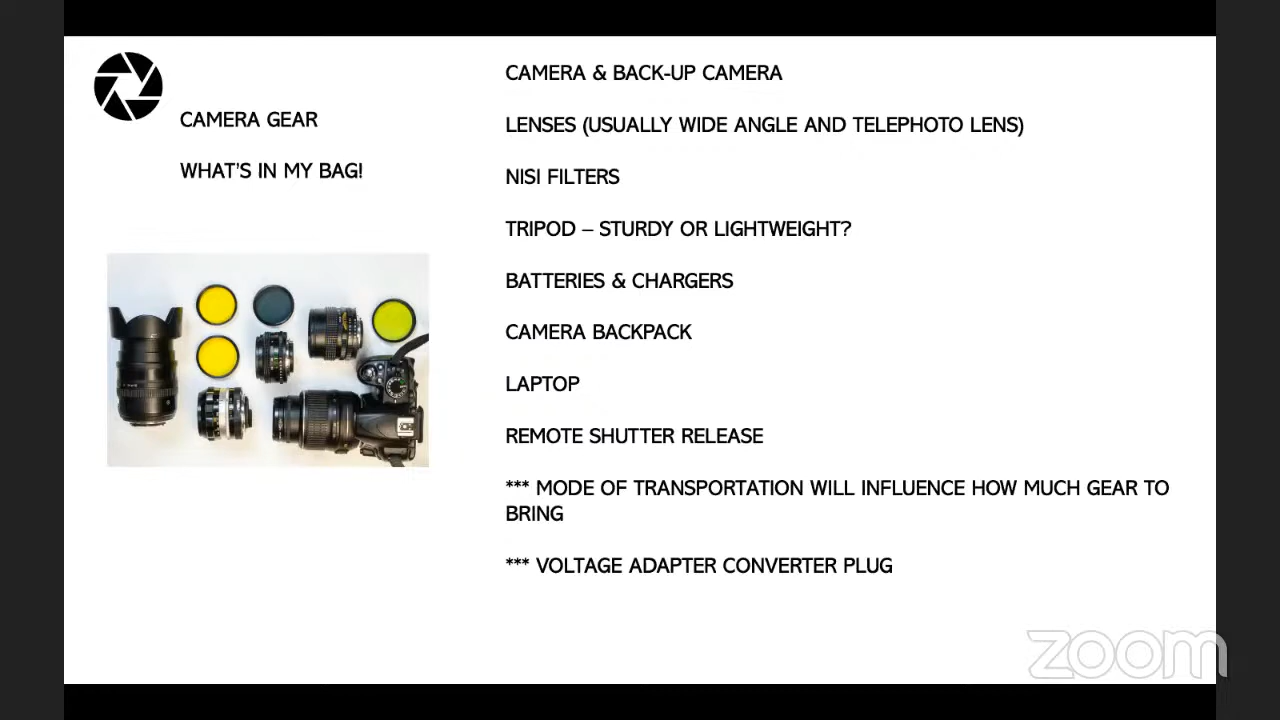 CAMERA GEAR
WHAT'S IN MY BAG!
CAMERA & BACK-UP CAMERA
LENSES (USUALLY WIDE ANGLE AND TELEPHOTO LENS)
NISI FILTERS
TRIPOD – STURDY OR LIGHTWEIGHT?
BATTERIES & CHARGERS
CAMERA BACKPACK
LAPTOP
REMOTE SHUTTER RELEASE
*** MODE OF TRANSPORTATION WILL INFLUENCE HOW MUCH GEAR TO
BRING
*** VOLTAGE ADAPTER CONVERTER PLUG
zoom